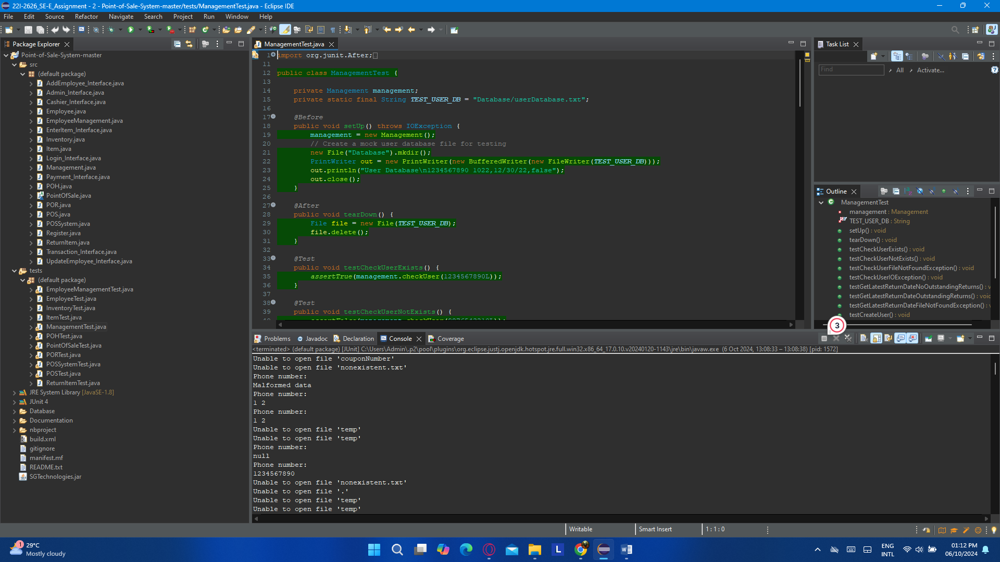 22I-2626_SE-E_Assignment - 2 - Point-of-Sale-System-master/tests/ManagementTest.java - Eclipse IDE
File Edit Source Refactor Navigate Search Project Run Window Help
Package Explorer
Point-of-Sale-System-master
src
(default package)
AddEmployee_Interface.java
Admin_Interface.java
Cashier_Interface.java
Employee.java
EmployeeManagement.java
EnterItem_Interface.java
Inventory.java
Item.java
Login_Interface.java
Management.java
Payment_Interface.java
POH.java
PointOfSale.java
POR.java
POS.java
POSSystem.java
Register.java
ReturnItem.java
Transaction_Interface.java
UpdateEmployee_Interface.java
tests
(default package)
EmployeeManagementTest.java
EmployeeTest.java
InventoryTest.java
ItemTest.java
ManagementTest.java
POHTest.java
PointOfSaleTest.java
PORTest.java
POSSystemTest.java
POSTest.java
ReturnItemTest.java
JRE System Library [JavaSE-1.8]
JUnit 4
Database
Documentation
nbproject
build.xml
gitignore
manifest.mf
README.txt
SGTechnologies.jar
ManagementTest.java
1 import org.junit.After;
11
12 public class ManagementTest {
13
14 private Management management;
15 private static final String TEST_USER_DB = "Database/userDatabase.txt";
16
17 @Before
18 public void setUp() throws IOException {
19 management = new Management();
20 // Create a mock user database file for testing
21 new File("Database").mkdir();
22 PrintWriter out = new PrintWriter(new BufferedWriter(new FileWriter(TEST_USER_DB)));
23 out.println("User Database\n1234567890 1022,12/30/22,false");
24 out.close();
25 }
26
27 @After
28 public void tearDown() {
29 File file = new File(TEST_USER_DB);
30 file.delete();
31 }
32
33 @Test
34 public void testCheckUserExists() {
35 assertTrue(management.checkUser(1234567890L));
36 }
37
38 @Test
39 public void testCheckUserNotExists() {
Task List
Find
All
Activate...
Outline
ManagementTest
management : Management
TEST_USER_DB : String
setUp() : void
tearDown() : void
testCheckUserExists() : void
testCheckUserNotExists() : void
testCheckUserFileNotFoundException() : void
testCheckUserIOException() : void
testGetLatestReturnDateNoOutstandingReturns() : v
testGetLatestReturnDateOutstandingReturns() : voic
testGetLatestReturnDateFileNotFoundException() :
testCreateUser() : void
3
Problems
Javadoc
Declaration
Console
Coverage
<terminated> (default package) [JUnit] C:\Users\Admin\.p2\pool\plugins\org.eclipse.justj.openjdk.hotspot.jre.full.win32.x86_64_17.0.10.v20240120-1143\jre\bin\javaw.exe (6 Oct 2024, 13:08:33 – 13:08:38) [pid: 1572]
Unable to open file 'couponNumber'
Unable to open file 'nonexistent.txt'
Phone number:
Malformed data
Phone number:
1 2
Phone number:
1 2
Unable to open file 'temp'
Unable to open file 'temp'
Phone number:
null
Phone number:
1234567890
Unable to open file 'nonexistent.txt'
Unable to open file '.'
Unable to open file 'temp'
Unable to open file 'temp'
Writable
Smart Insert
1 : 1 : 0
1
29°C
Mostly cloudy
ENG
INTL
01:12 PM
06/10/2024